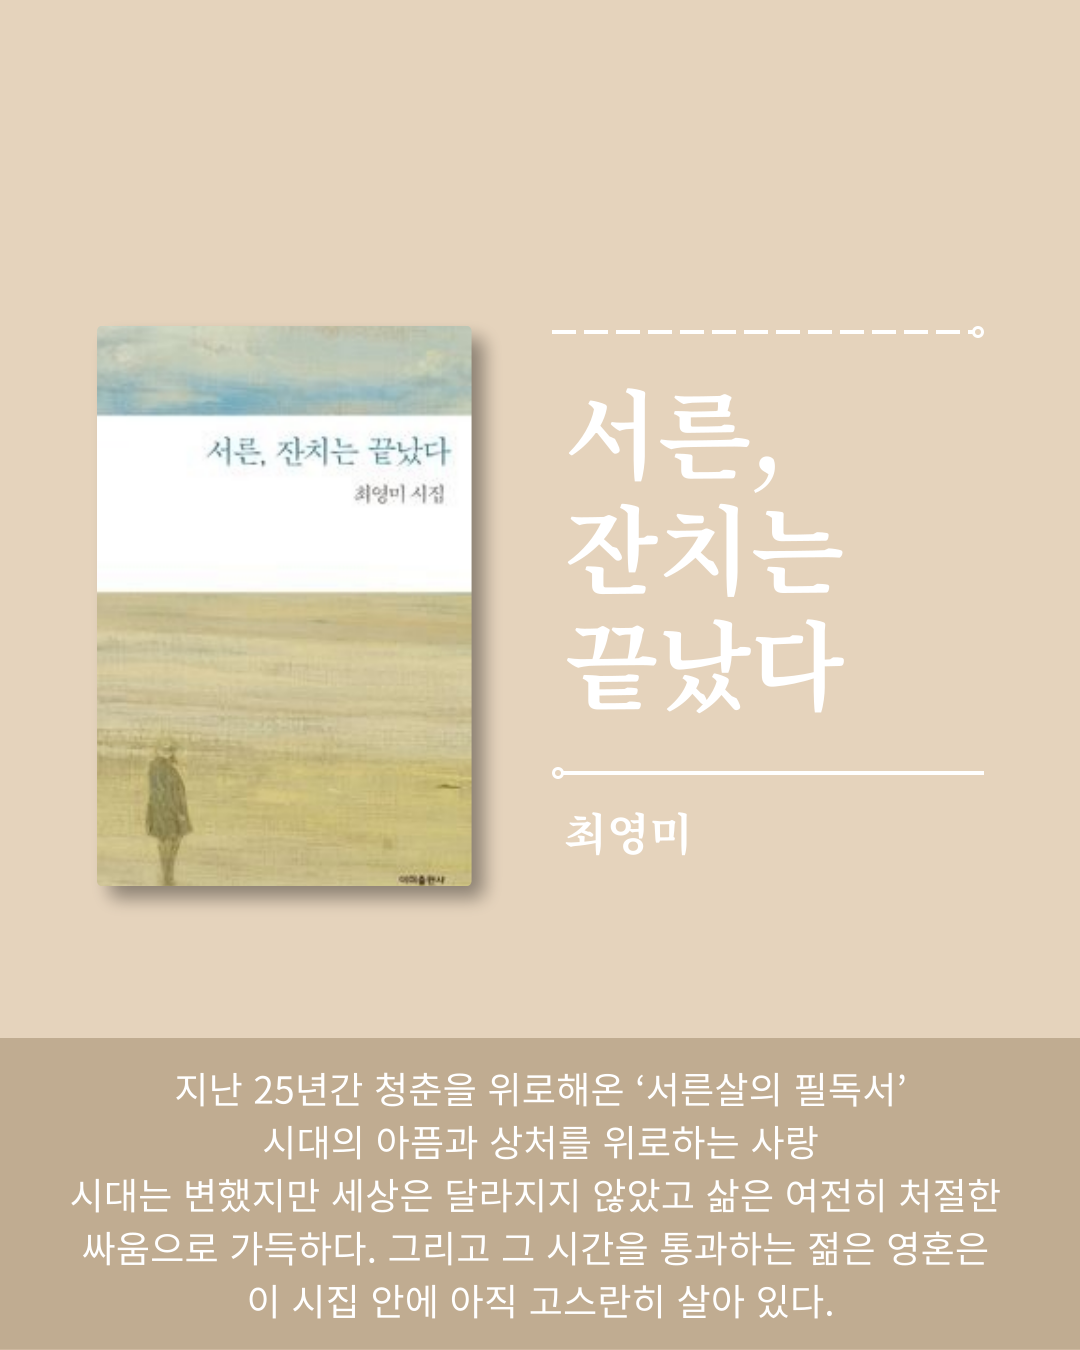 서른, 잔치는 끝났다
최영미 시집
이미출판사
서른,
잔치는
끝났다
최영미
지난 25년간 청춘을 위로해온 ‘서른살의 필독서’
시대의 아픔과 상처를 위로하는 사랑
시대는 변했지만 세상은 달라지지 않았고 삶은 여전히 처절한
싸움으로 가득하다. 그리고 그 시간을 통과하는 젊은 영혼은
이 시집 안에 아직 고스란히 살아 있다.